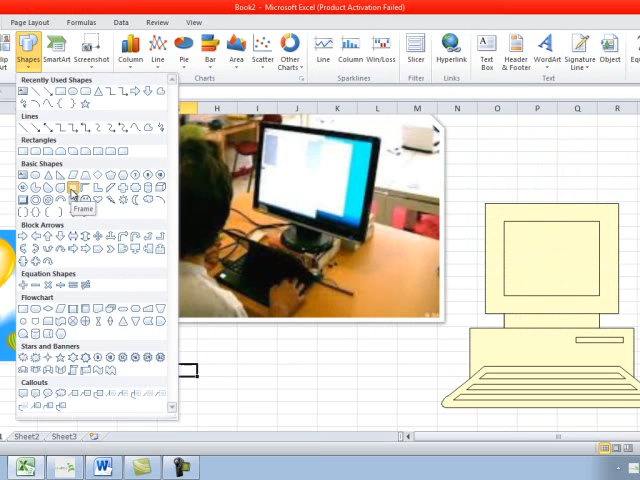 Book2 - Microsoft Excel (Product Activation Failed)
Page Layout Formulas Data Review View
Shapes SmartArt Screenshot Column Line Pie Bar Area Scatter Other Charts Line Column Win/Loss Slicer Hyperlink Text Box Header & Footer WordArt Signature Line Object
Art
Charts Sparklines Filter Links Text
Recently Used Shapes
H I J K L M N O P Q R
Lines
Rectangles
Basic Shapes
Frame
Block Arrows
Equation Shapes
Flowchart
Stars and Banners
Callouts
Sheet2 Sheet3